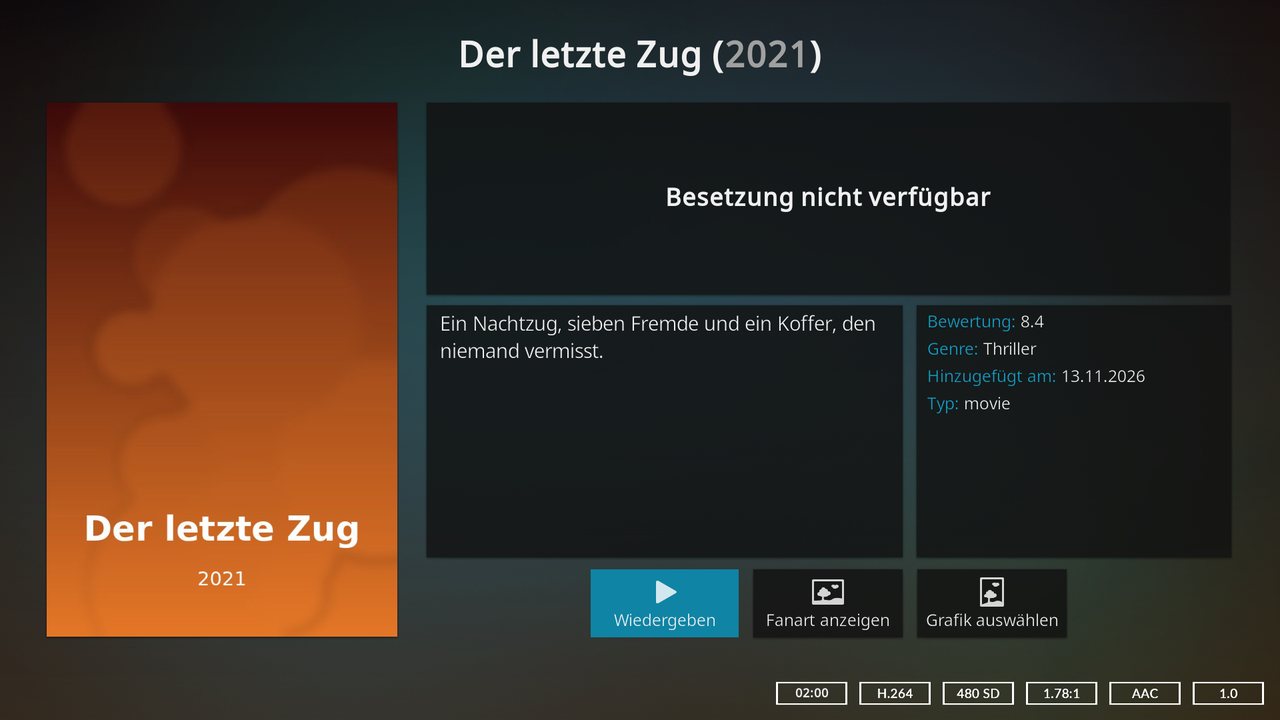 Der letzte Zug (2021)
Der letzte Zug
2021
Besetzung nicht verfügbar
Ein Nachtzug, sieben Fremde und ein Koffer, den
niemand vermisst.
Bewertung: 8.4
Genre: Thriller
Hinzugefügt am: 13.11.2026
Typ: movie
Wiedergeben
Fanart anzeigen
Grafik auswählen
02:00
H.264
480 SD
1.78:1
AAC
1.0